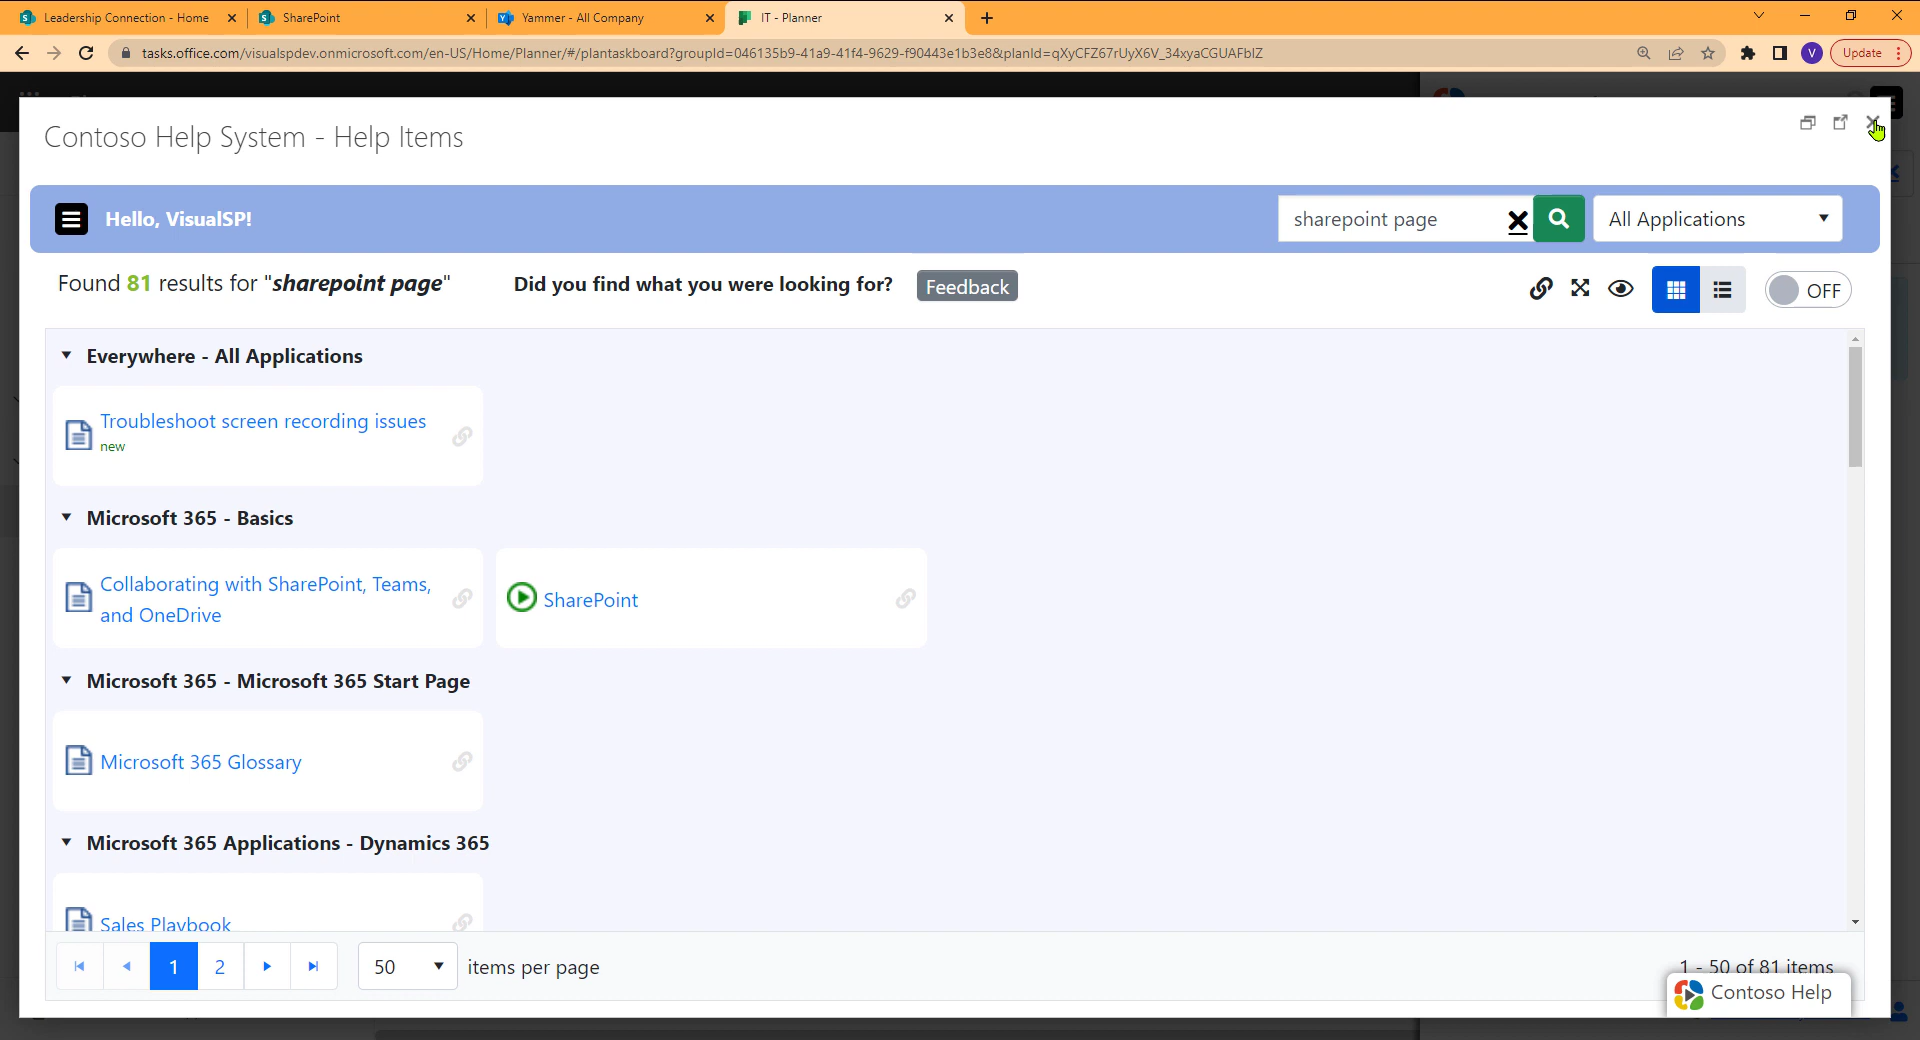 Leadership Connection - Home
SharePoint
Yammer - All Company
IT - Planner
tasks.office.com/visualspdev.onmicrosoft.com/en-US/Home/Planner/#/plantaskboard?groupId=046135b9-41a9-41f4-9629-f90443e1b3e8&planId=qXyCFZ67rUyX6V_34xyaCGUAFbIZ
V
Update
Contoso Help System - Help Items
Hello, VisualSP!
sharepoint page
All Applications
Found 81 results for "sharepoint page"
Did you find what you were looking for?
Feedback
OFF
Everywhere - All Applications
Troubleshoot screen recording issues
new
Microsoft 365 - Basics
Collaborating with SharePoint, Teams,
and OneDrive
SharePoint
Microsoft 365 - Microsoft 365 Start Page
Microsoft 365 Glossary
Microsoft 365 Applications - Dynamics 365
Sales Playbook
1
2
50
items per page
1 - 50 of 81 items
Contoso Help